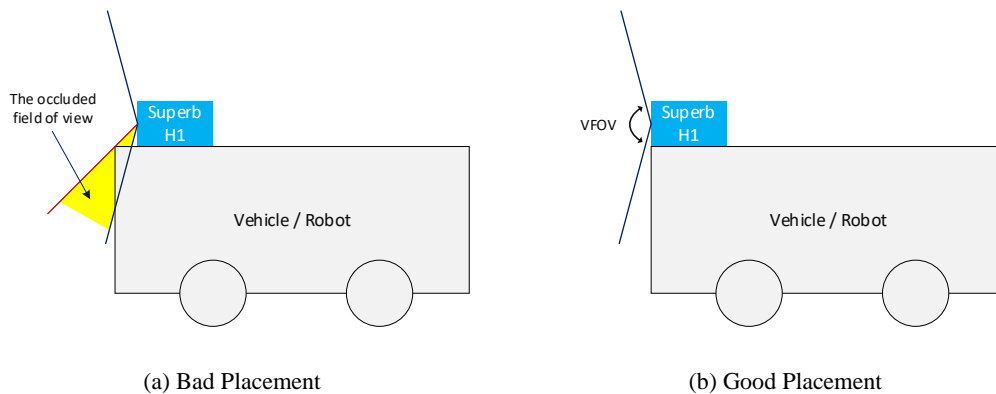 The occluded
field of view
Superb
H1
Vehicle / Robot
(a) Bad Placement
VFOV
Superb
H1
Vehicle / Robot
(b) Good Placement